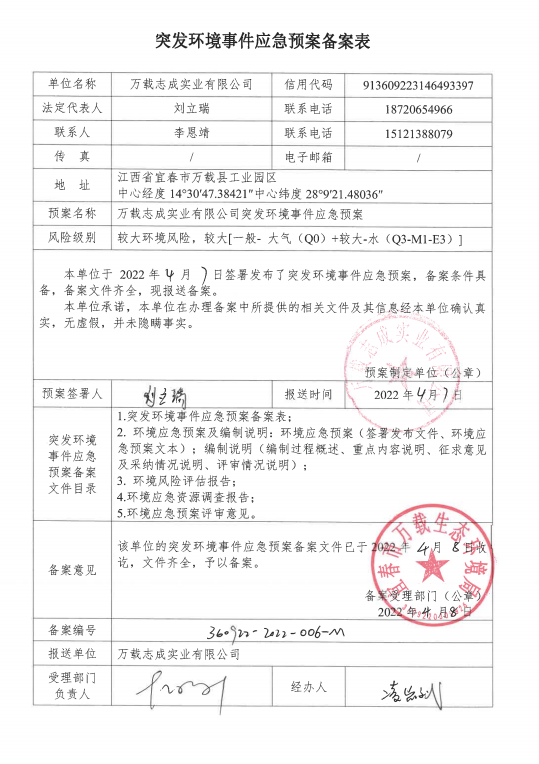 突发环境事件应急预案备案表
单位名称 万载志成实业有限公司 信用代码 913609223146493397
法定代表人 刘立瑞 联系电话 18720654966
联系人 李恩靖 联系电话 15121388079
传 真 / 电子邮箱 /
地 址 江西省宜春市万载县工业园区
中心经度 14°30′47.38421″中心纬度 28°9′21.48036″
预案名称 万载志成实业有限公司突发环境事件应急预案
风险级别 较大环境风险，较大[一般- 大气（Q0）+较大-水（Q3-M1-E3）]
本单位于 2022 年 4 月 7 日签署发布了突发环境事件应急预案，备案条件具
备，备案文件齐全，现报送备案。
本单位承诺，本单位在办理备案中所提供的相关文件及其信息经本单位确认真
实，无虚假，并未隐瞒事实。
万载志成实业有限公司
预案制定单位（公章）
预案签署人 刘立瑞 报送时间 2022 年 4 月 7 日
突发环境
事件应急
预案备案
文件目录
1.突发环境事件应急预案备案表；
2. 环境应急预案及编制说明：环境应急预案（签署发布文件、环境应
急预案文本）；编制说明（编制过程概述、重点内容说明、征求意见
及采纳情况说明、评审情况说明）；
3. 环境风险评估报告；
4.环境应急资源调查报告；
5.环境应急预案评审意见。
备案意见
该单位的突发环境事件应急预案备案文件已于 2022 年 4 月 8 日收
讫，文件齐全，予以备案。
宜春市万载生态环境局
备案受理部门（公章）
2022 年 4 月 8 日
备案编号 360922-2022-006-M
报送单位 万载志成实业有限公司
受理部门
负责人
经办人